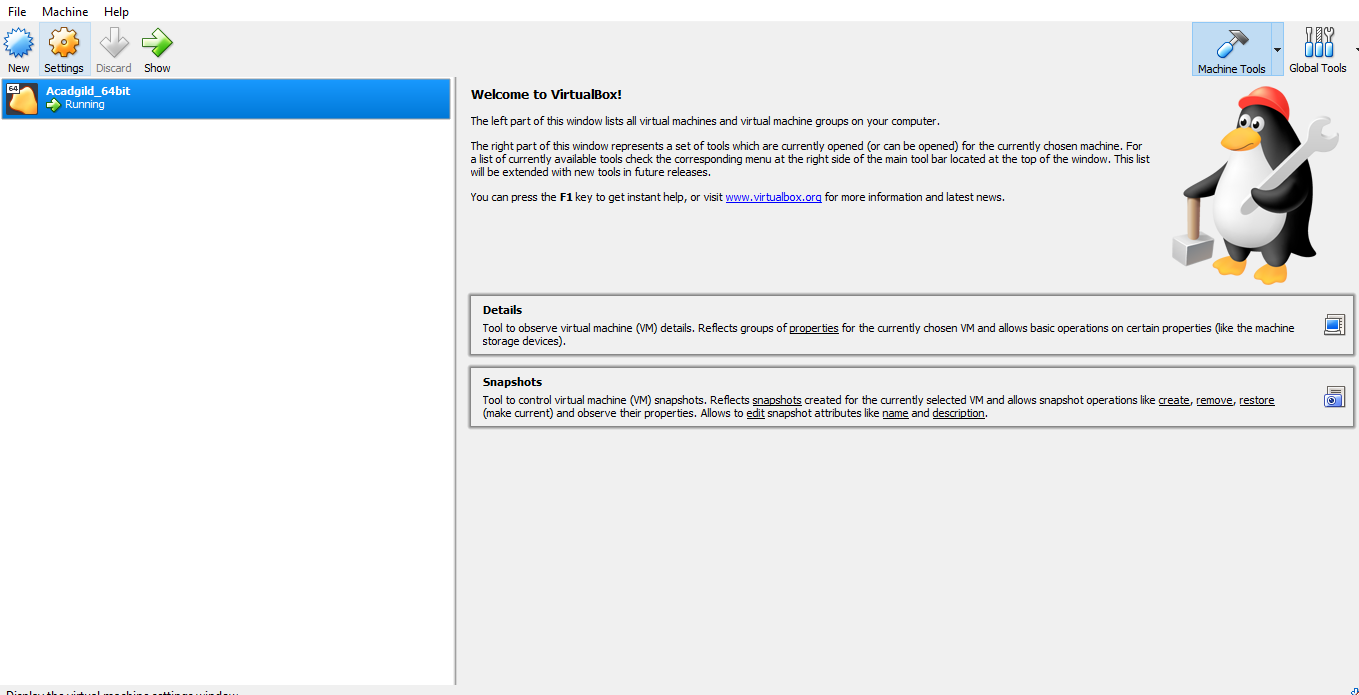 File Machine Help
New Settings Discard Show
Machine Tools Global Tools
64
Acadgild_64bit
Running
Welcome to VirtualBox!
The left part of this window lists all virtual machines and virtual machine groups on your computer.
The right part of this window represents a set of tools which are currently opened (or can be opened) for the currently chosen machine. For
a list of currently available tools check the corresponding menu at the right side of the main tool bar located at the top of the window. This list
will be extended with new tools in future releases.
You can press the F1 key to get instant help, or visit www.virtualbox.org for more information and latest news.
Details
Tool to observe virtual machine (VM) details. Reflects groups of properties for the currently chosen VM and allows basic operations on certain properties (like the machine
storage devices).
Snapshots
Tool to control virtual machine (VM) snapshots. Reflects snapshots created for the currently selected VM and allows snapshot operations like create, remove, restore
(make current) and observe their properties. Allows to edit snapshot attributes like name and description.
Display the virtual machine settings window